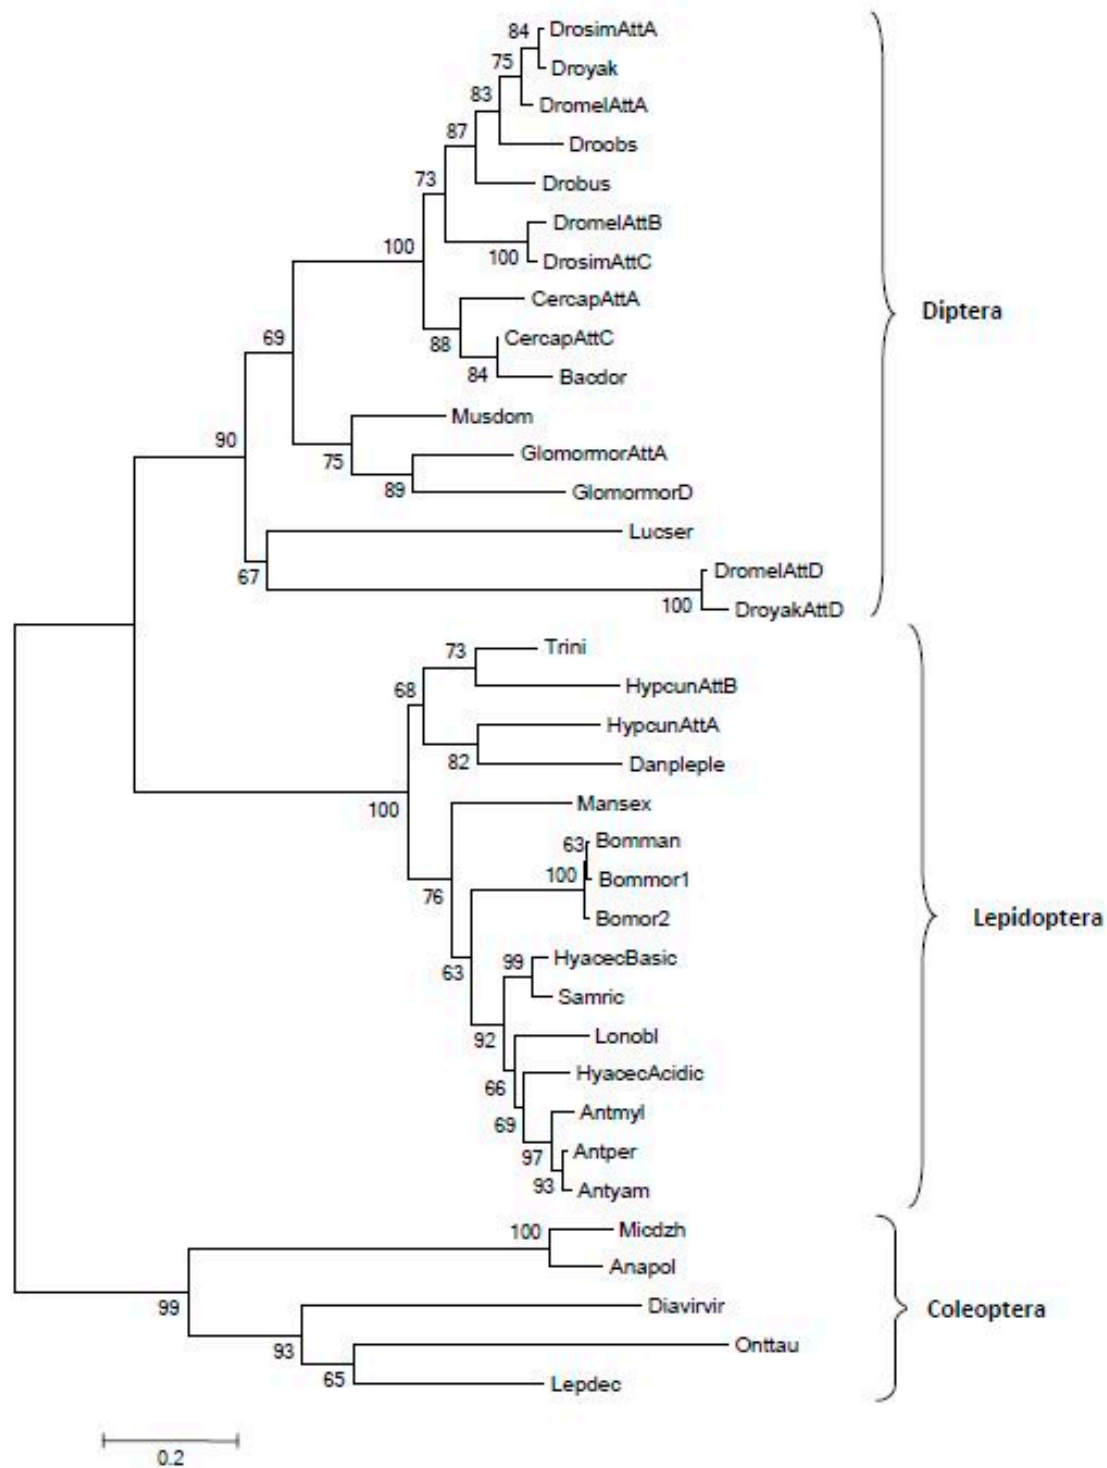 84
DrosimAttA
75
Droyak
83
DromelAttA
87
Droobs
73
Drobus
DromelAttB
100
100
DrosimAttC
CercapAttA
Diptera
69
88
CercapAttC
84
Bacdor
Musdom
90
75
GlomormorAttA
89
GlomormorD
Lucser
67
DromelAttD
100
DroyakAttD
73
Trini
68
HypcunAttB
HypcunAttA
82
Danpleple
100
Mansex
63
Bomman
100
Bommor1
76
Bomor2
Lepidoptera
63
99
HyacecBasic
Samric
92
Lonobl
66
HyacecAcidic
69
Antmyl
97
Antper
93
Antyam
100
Micdzh
Anapol
99
Diavirvir
Coleoptera
93
Onttau
65
Lepdec
0.2